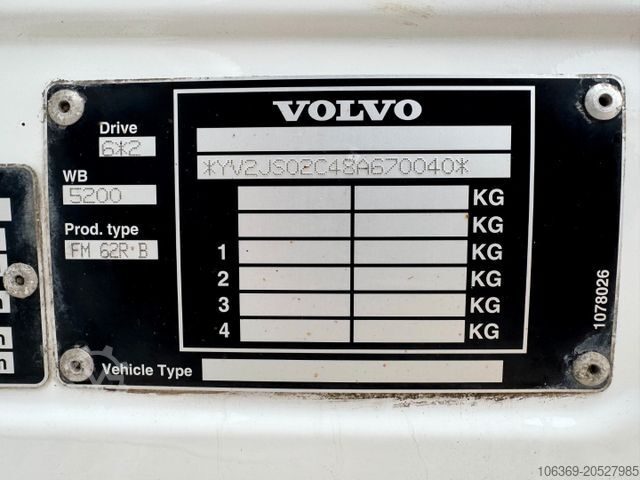 VOLVO
Drive
6*2
*YV2JS02C48A670040*
WB
5200
KG
Prod. type
KG
FM 62R·B
1 KG
2 KG
3 KG
4 KG
1078026
Vehicle Type
106369-20527985